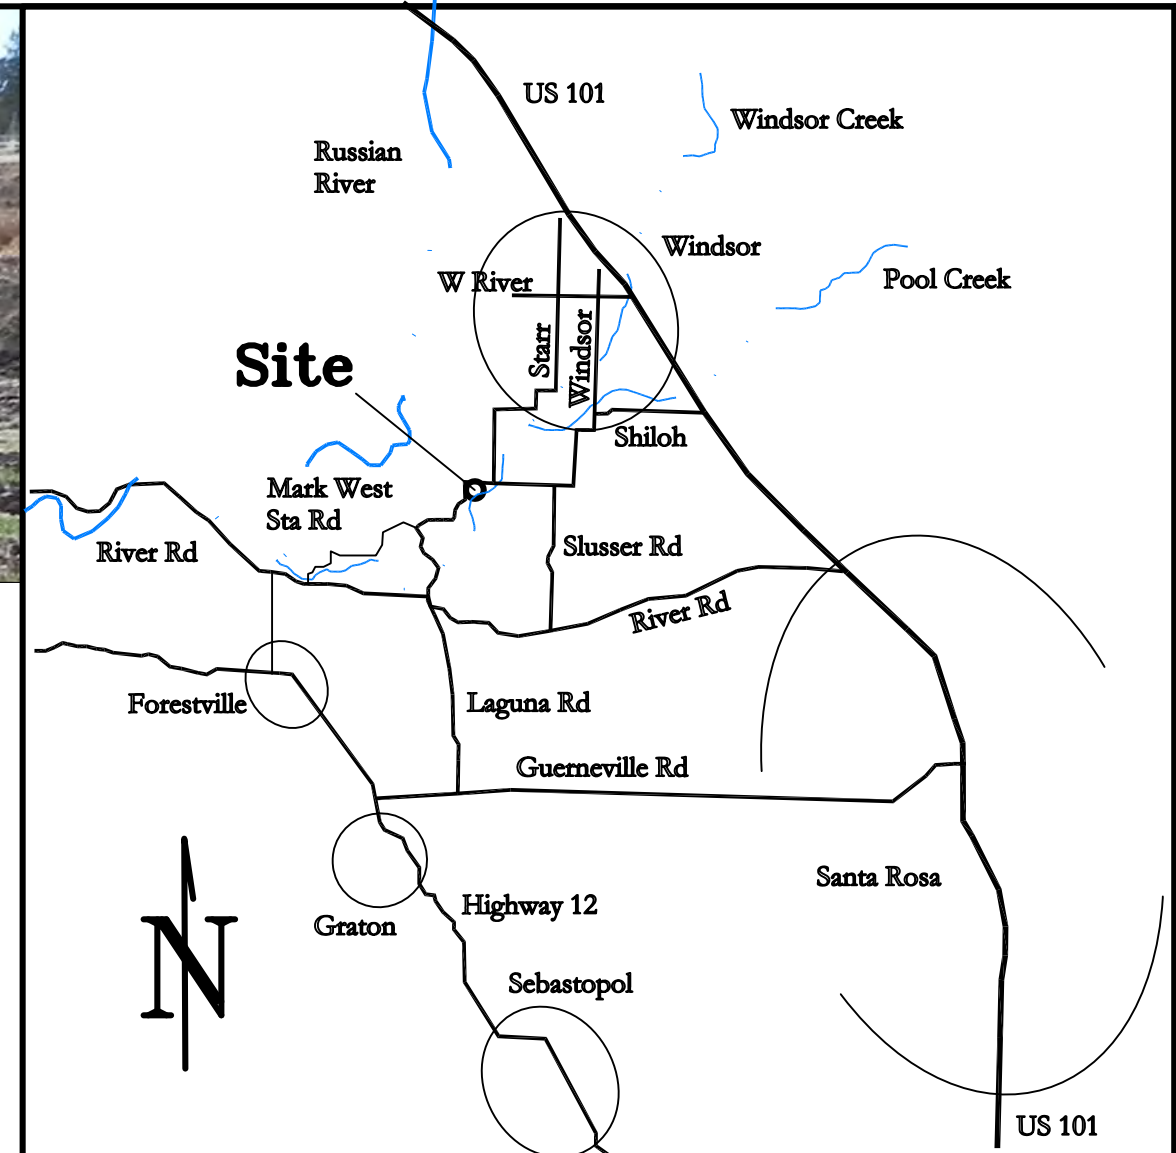 US 101
Windsor Creek
Russian
River
Windsor
W River
Pool Creek
Starr
Windsor
Site
Shiloh
Mark West
Sta Rd
River Rd
Slusser Rd
River Rd
Forestville
Laguna Rd
Guerneville Rd
Santa Rosa
Highway 12
Graton
N
Sebastopol
US 101